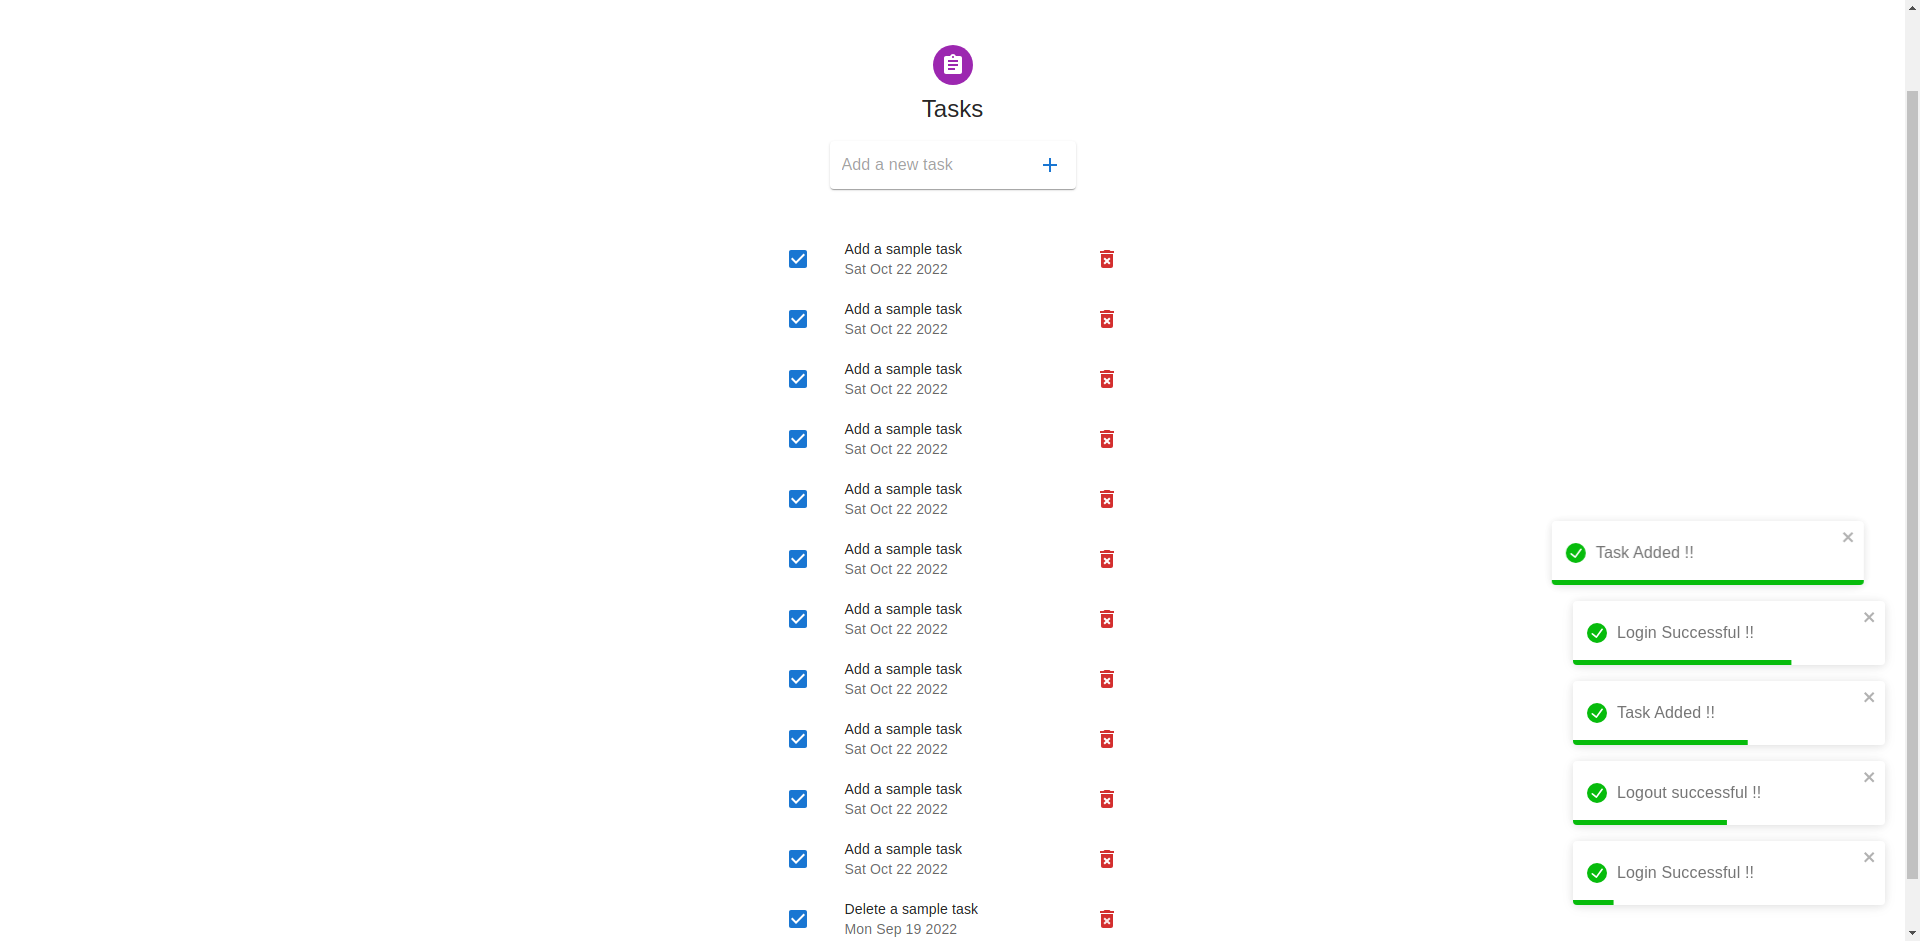 Tasks
Add a new task
Add a sample task
Sat Oct 22 2022
Add a sample task
Sat Oct 22 2022
Add a sample task
Sat Oct 22 2022
Add a sample task
Sat Oct 22 2022
Add a sample task
Sat Oct 22 2022
Add a sample task
Sat Oct 22 2022
Add a sample task
Sat Oct 22 2022
Add a sample task
Sat Oct 22 2022
Add a sample task
Sat Oct 22 2022
Add a sample task
Sat Oct 22 2022
Add a sample task
Sat Oct 22 2022
Delete a sample task
Mon Sep 19 2022
Task Added !!
Login Successful !!
Task Added !!
Logout successful !!
Login Successful !!